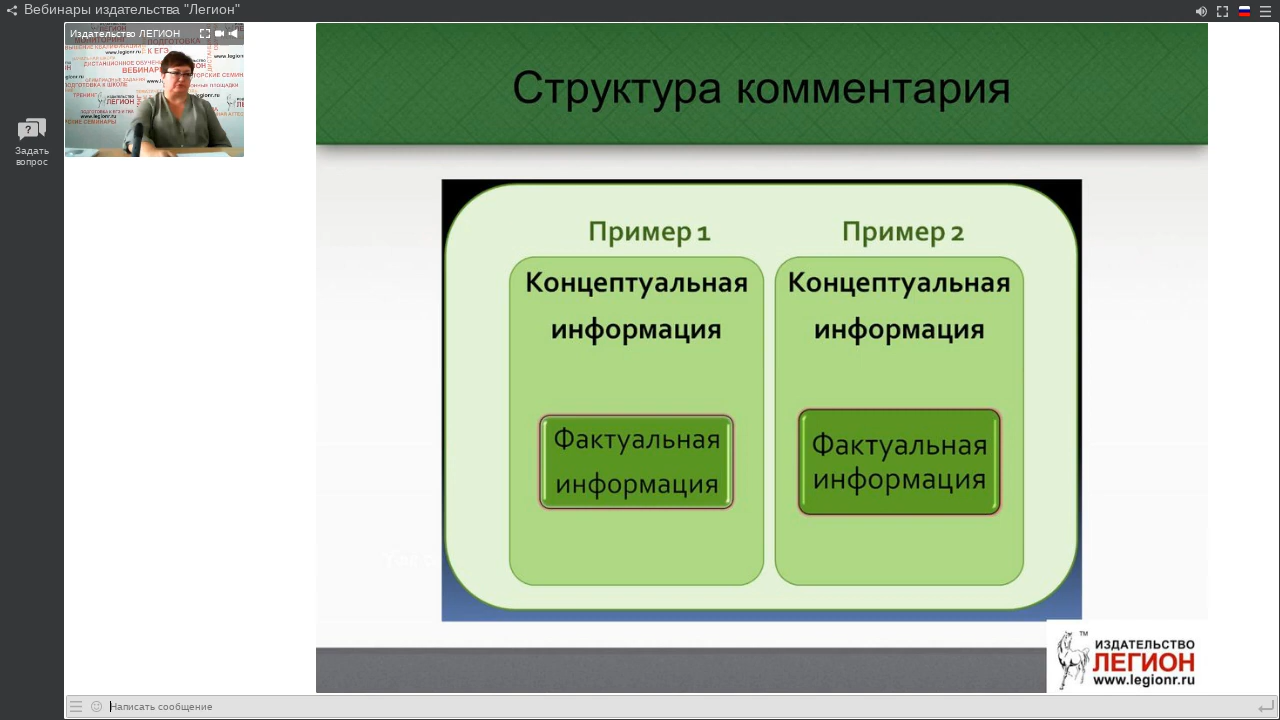 Вебинары издательства "Легион"
Издательство ЛЕГИОН
Задать
вопрос
Структура комментария
Пример 1
Концептуальная
информация
Фактуальная
информация
Пример 2
Концептуальная
информация
Фактуальная
информация
TM
ИЗДАТЕЛЬСТВО
ЛЕГИОН
www.legionr.ru
Написать сообщение